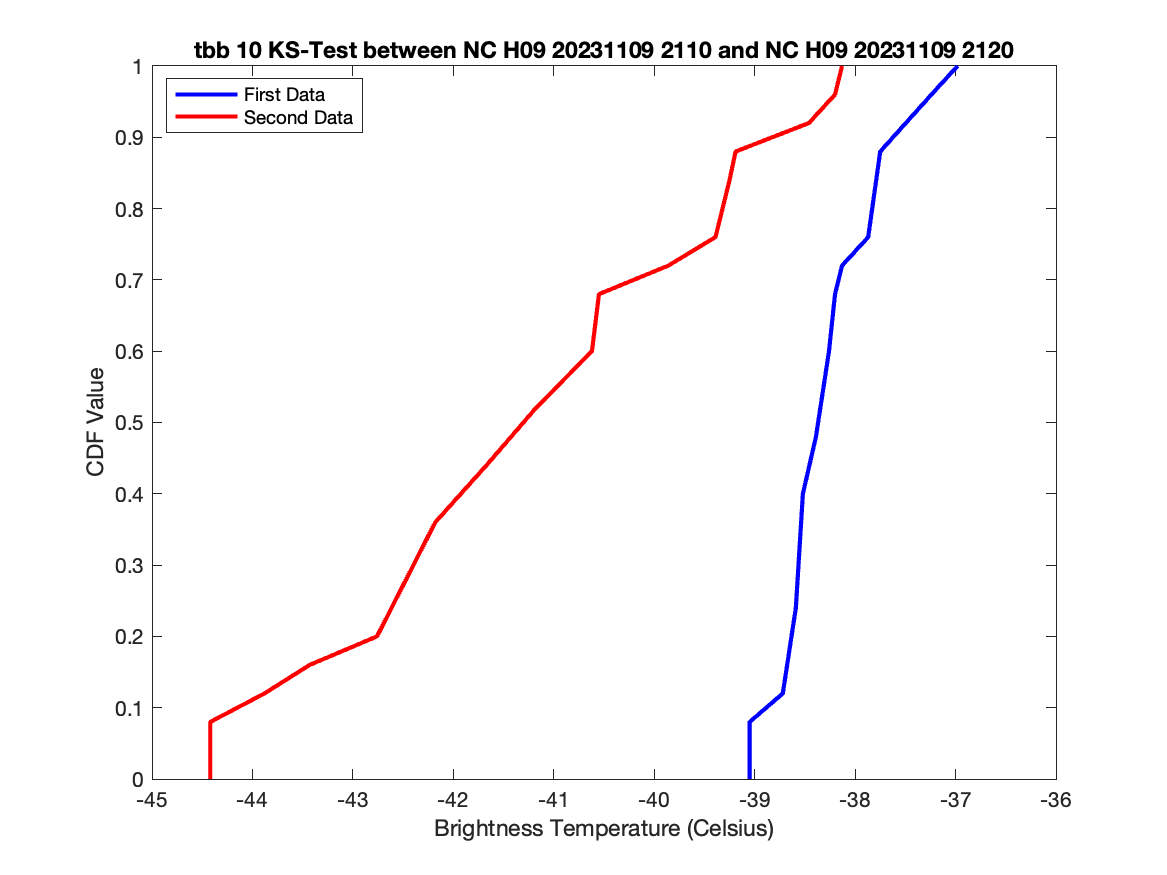 tbb 10 KS-Test between NC H09 20231109 2110 and NC H09 20231109 2120
First Data
Second Data
1
0.9
0.8
0.7
0.6
0.5
0.4
0.3
0.2
0.1
0
CDF Value
-45 -44 -43 -42 -41 -40 -39 -38 -37 -36
Brightness Temperature (Celsius)